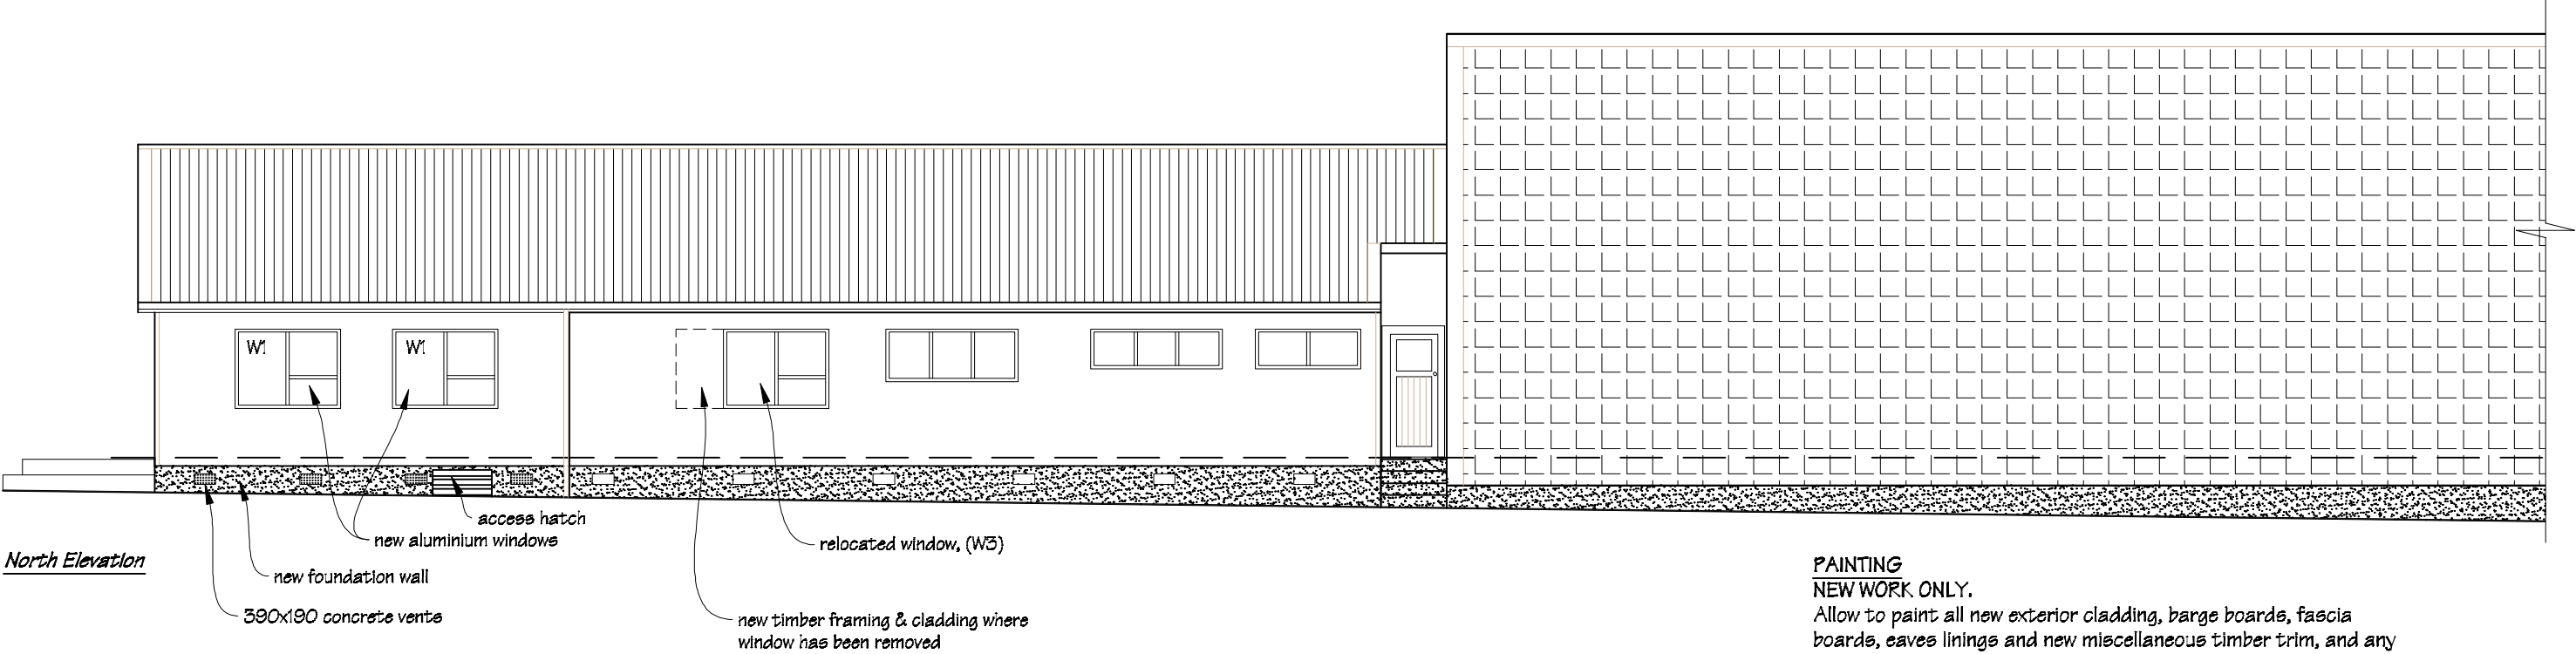 W1
W1
access hatch
new aluminium windows
relocated window, (W3)
North Elevation
new foundation wall
390x190 concrete vents
new timber framing & cladding where
window has been removed
PAINTING
NEW WORK ONLY.
Allow to paint all new exterior cladding, barge boards, fascia
boards, eaves linings and new miscellaneous timber trim, and any